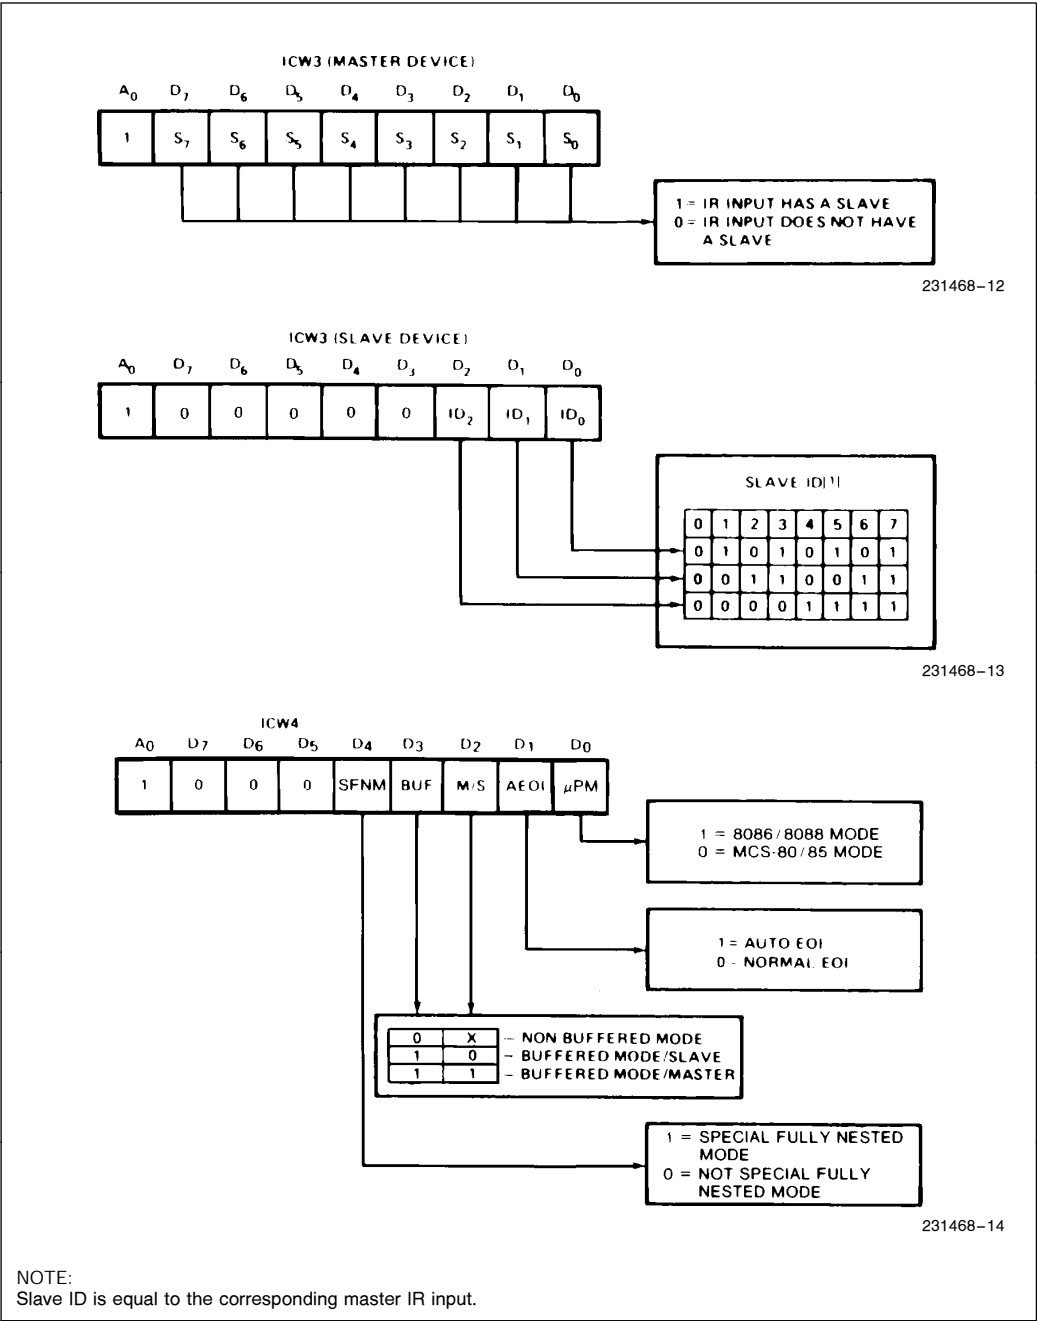 ICW3 (MASTER DEVICE)
A0 D7 D6 D5 D4 D3 D2 D1 D0
1 S7 S6 S5 S4 S3 S2 S1 S0
1 = IR INPUT HAS A SLAVE
0 = IR INPUT DOES NOT HAVE
A SLAVE
231468-12
ICW3 (SLAVE DEVICE)
A0 D7 D6 D5 D4 D3 D2 D1 D0
1 0 0 0 0 0 ID2 ID1 ID0
SLAVE ID(1)
0 1 2 3 4 5 6 7
0 1 0 1 0 1 0 1
0 0 1 1 0 0 1 1
0 0 0 0 1 1 1 1
231468-13
ICW4
A0 D7 D6 D5 D4 D3 D2 D1 D0
1 0 0 0 SFNM BUF M/S AEOI μPM
1 = 8086/8088 MODE
0 = MCS-80/85 MODE
1 = AUTO EOI
0 - NORMAL EOI
0 X – NON BUFFERED MODE
1 0 – BUFFERED MODE/SLAVE
1 1 – BUFFERED MODE/MASTER
1 = SPECIAL FULLY NESTED
MODE
0 = NOT SPECIAL FULLY
NESTED MODE
231468-14
NOTE:
Slave ID is equal to the corresponding master IR input.